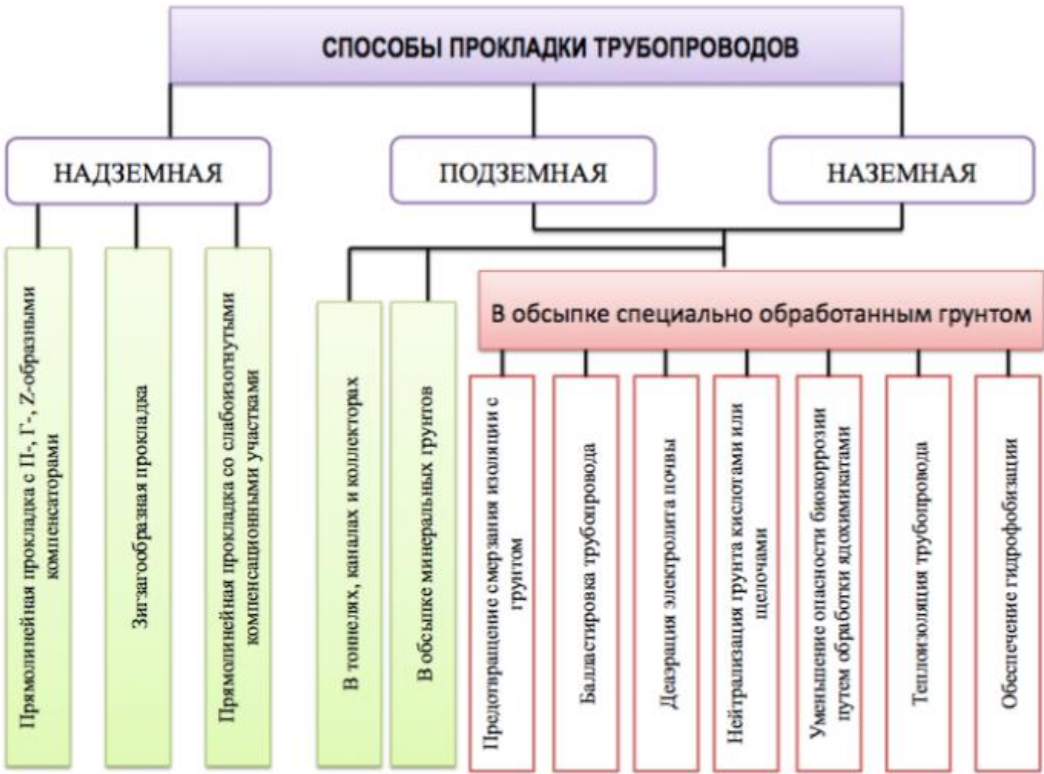 СПОСОБЫ ПРОКЛАДКИ ТРУБОПРОВОДОВ
НАДЗЕМНАЯ
ПОДЗЕМНАЯ
НАЗЕМНАЯ
Прямолинейная прокладка с П-, Г-, Z-образными
компенсаторами
Зигзагообразная прокладка
Прямолинейная прокладка со слабоизогнутыми
компенсационными участками
В тоннелях, каналах и коллекторах
В обсыпке минеральных грунтов
В обсыпке специально обработанным грунтом
Предотвращение смерзания изоляции с
грунтом
Балластировка трубопровода
Деаэрация электролита почвы
Нейтрализация грунта кислотами или
щелочами
Уменьшение опасности биокоррозии
путем обработки ядохимикатами
Теплоизоляция трубопровода
Обеспечение гидрофобизации